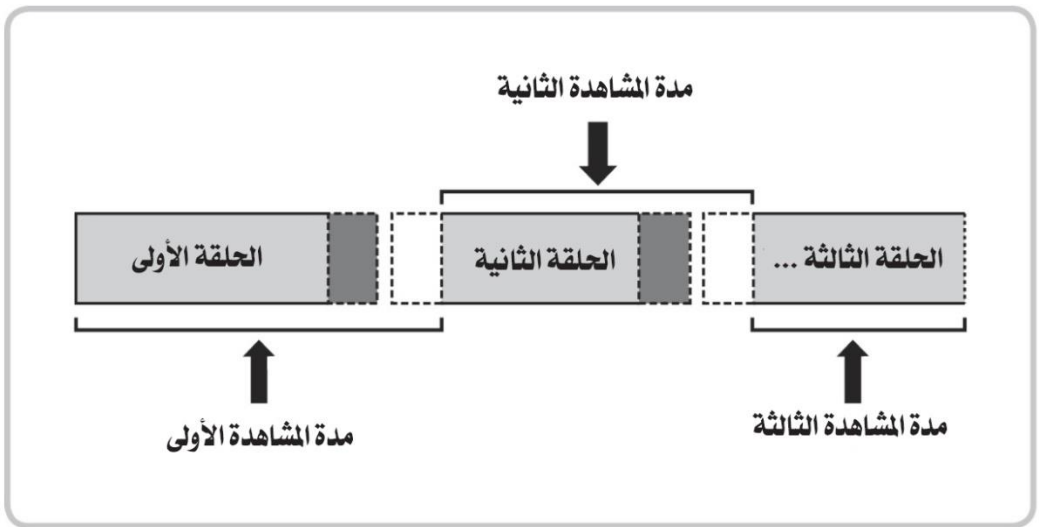 مدة المشاهدة الثانية
الحلقة الأولى
الحلقة الثانية
الحلقة الثالثة ...
مدة المشاهدة الأولى
مدة المشاهدة الثالثة